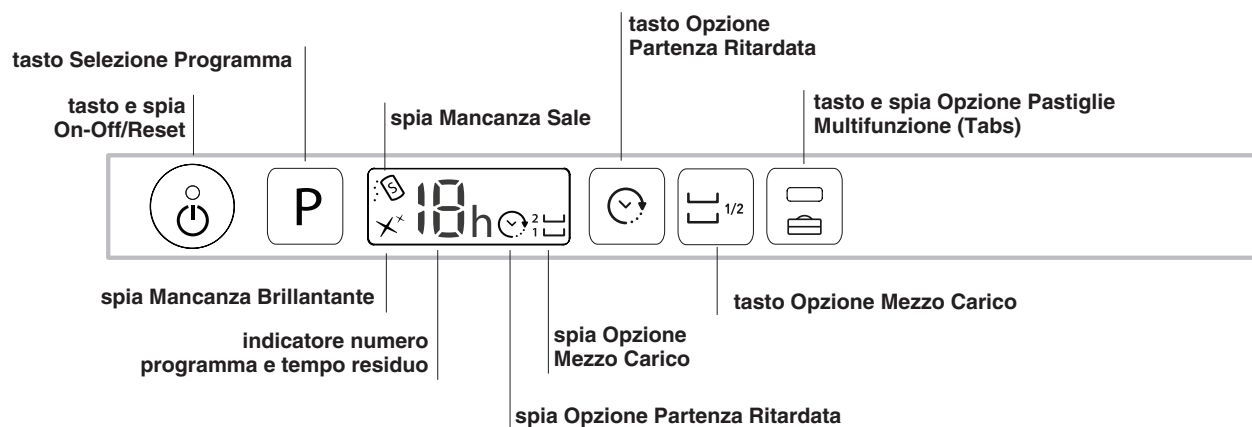 tasto Opzione
Partenza Ritardata
tasto Selezione Programma
tasto e spia
On-Off/Reset
spia Mancanza Sale
tasto e spia Opzione Pastiglie
Multifunzione (Tabs)
P
S
18h
2
1
1/2
spia Mancanza Brillantante
tasto Opzione Mezzo Carico
indicatore numero
programma e tempo residuo
spia Opzione
Mezzo Carico
spia Opzione Partenza Ritardata